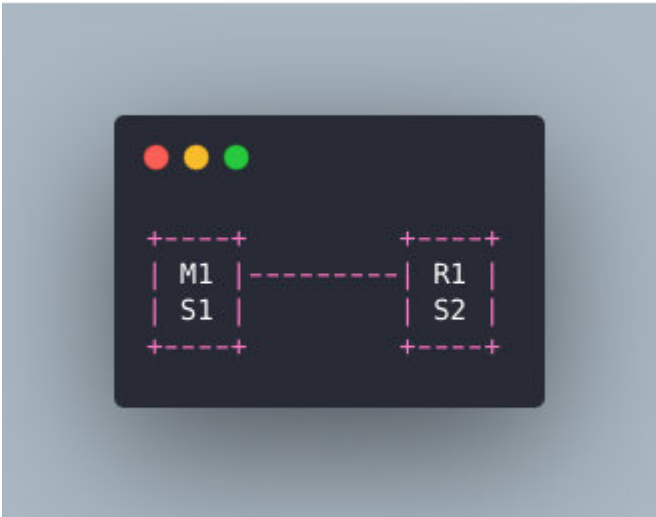 +----+         +----+
| M1 |---------| R1 |
| S1 |         | S2 |
+----+         +----+